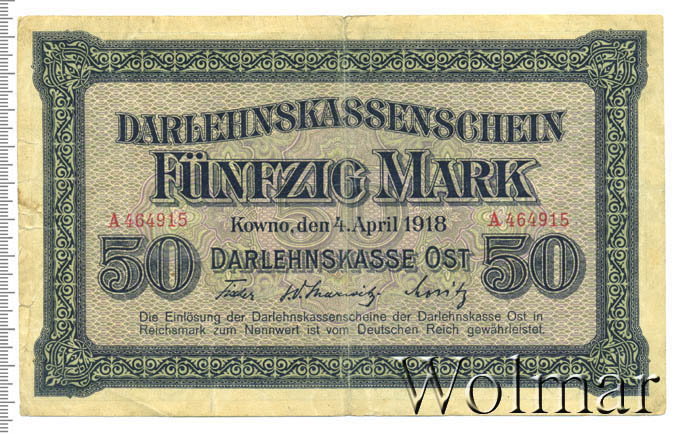 DARLEHNSKASSENSCHEIN
FÜNFZIG MARK
A 464915 A 464915
Kowno, den 4. April 1918
50 50
DARLEHNSKASSE OST
Die Einlösung der Darlehnskassenscheine der Darlehnskasse Ost in
Reichsmark zum Nennwert ist vom Deutschen Reich gewährleistet.
Wolmar